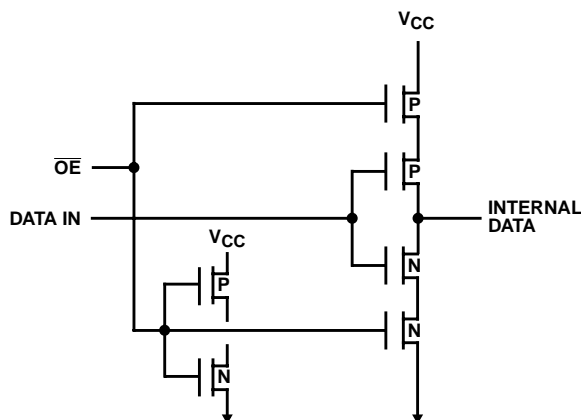 VCC
P
OE
P
DATA IN
INTERNAL
DATA
VCC
N
P
N
N